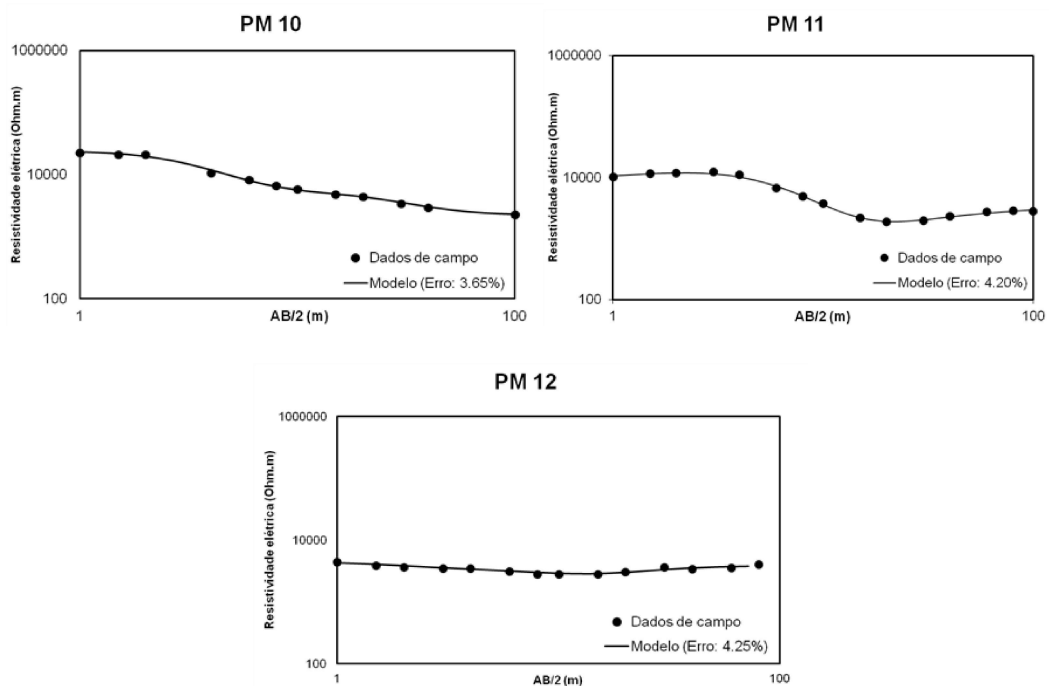 PM 10
1000000
10000
100
Resistividade elétrica (Ohm.m)
Dados de campo
Modelo (Erro: 3.65%)
1
100
AB/2 (m)
PM 11
1000000
10000
100
Resistividade elétrica (Ohm.m)
Dados de campo
Modelo (Erro: 4.20%)
1
100
AB/2 (m)
PM 12
1000000
10000
100
Resistividade elétrica (Ohm.m)
Dados de campo
Modelo (Erro: 4.25%)
1
100
AB/2 (m)